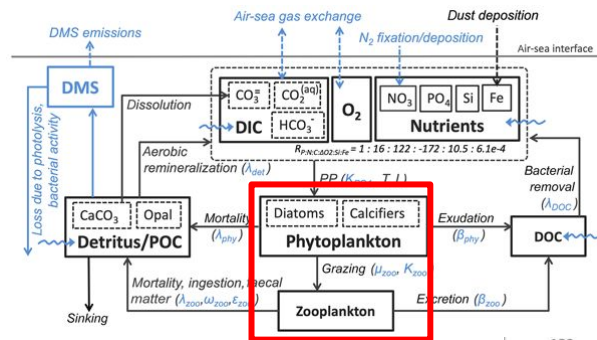 DMS emissions
Air-sea gas exchange
Dust deposition
N₂ fixation/deposition
Air-sea interface
DMS
CO₃⁼
CO₂⁽ᵃq⁾
HCO₃⁻
DIC
O₂
NO₃
PO₄
Si
Fe
Nutrients
R P:N:C:ΔO2:Si:Fe = 1 : 16 : 122 : -172 : 10.5 : 6.1e-4
Loss due to photolysis,
bacterial activity
Dissolution
Aerobic
remineralization (λdet)
PP
T, L
Bacterial
removal
(λDOC)
CaCO₃
Opal
Detritus/POC
Mortality
(λphy)
Diatoms
Calcifiers
Phytoplankton
Exudation
(βphy)
DOC
Grazing (μzoo, Kzoo
Mortality, ingestion, faecal
matter (λzoo,ωzoo,εzoo
Zooplankton
Excretion (βzoo)
Sinking